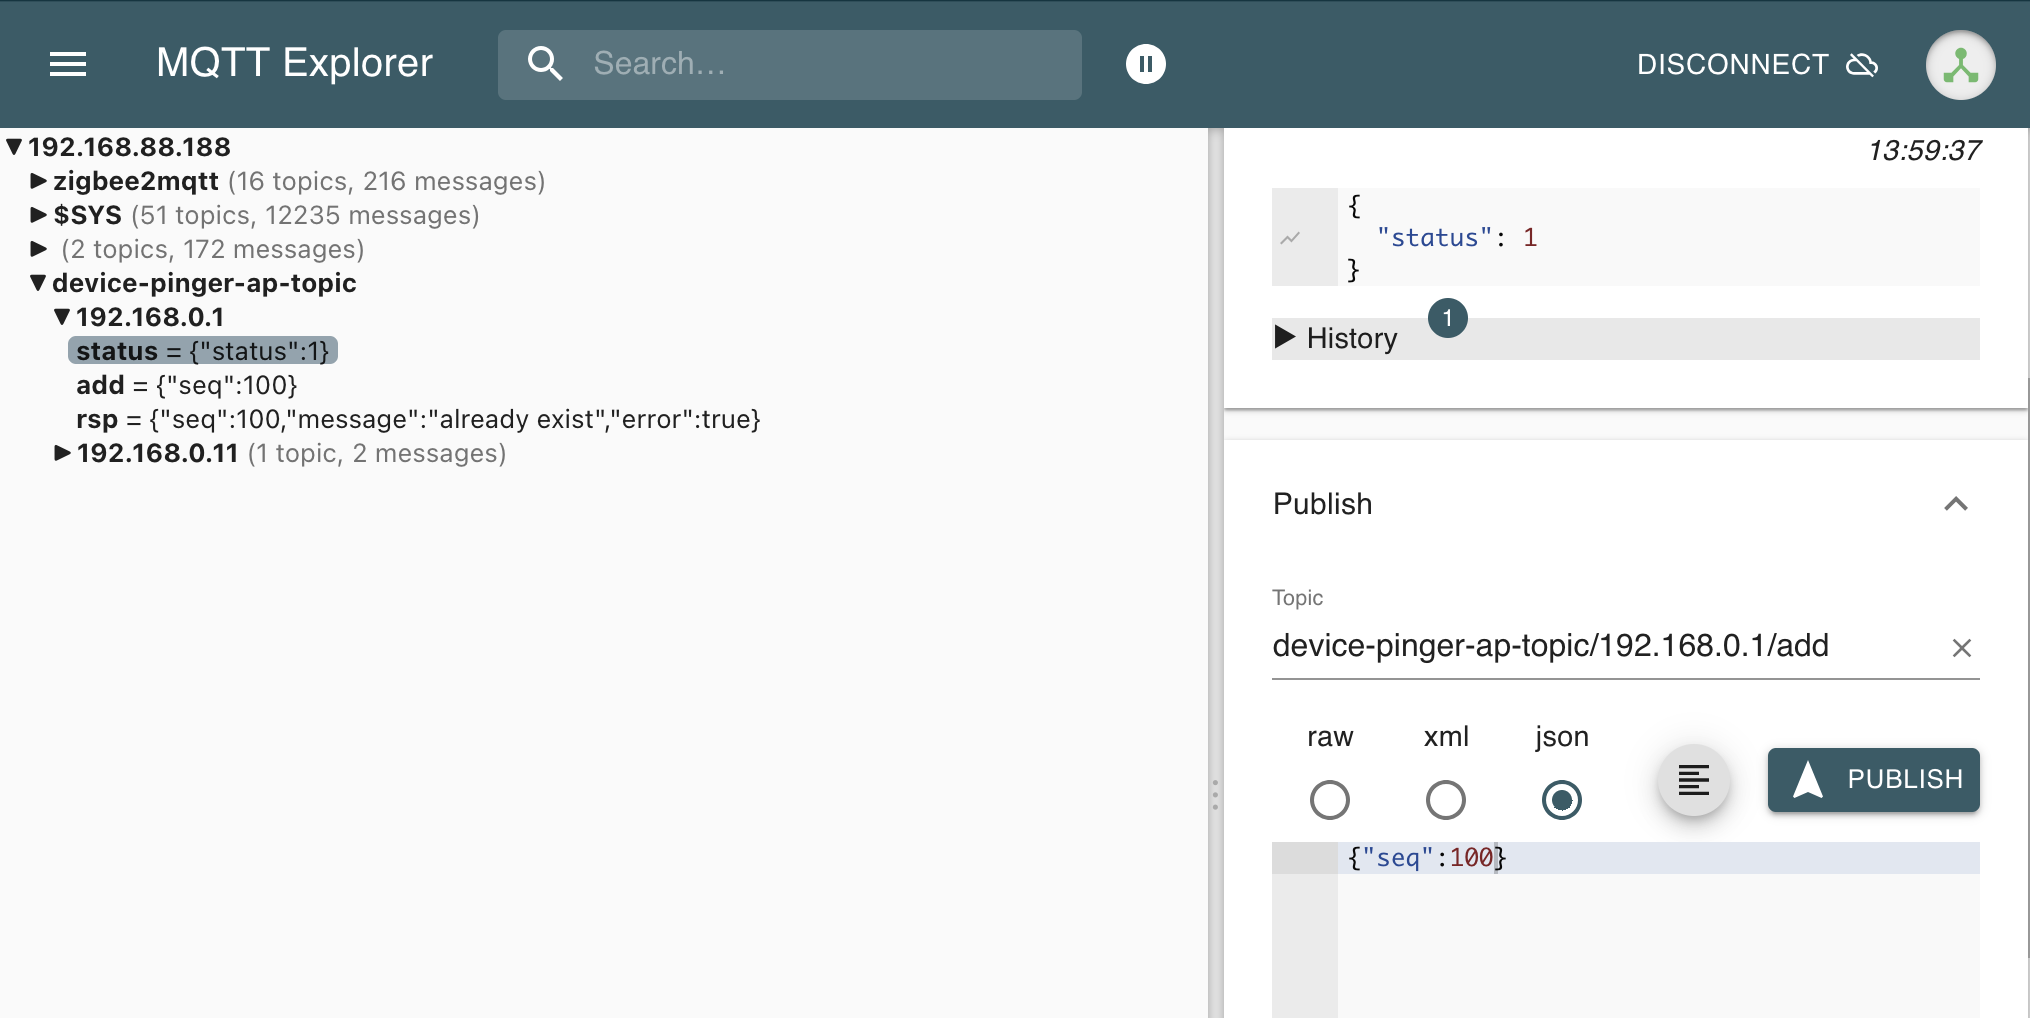 MQTT Explorer
Search…
DISCONNECT
192.168.88.188
zigbee2mqtt (16 topics, 216 messages)
$SYS (51 topics, 12235 messages)
(2 topics, 172 messages)
device-pinger-ap-topic
192.168.0.1
status = {"status":1}
add = {"seq":100}
rsp = {"seq":100,"message":"already exist","error":true}
192.168.0.11 (1 topic, 2 messages)
13:59:37
{
"status": 1
}
History 1
Publish
Topic
device-pinger-ap-topic/192.168.0.1/add
raw xml json
PUBLISH
{"seq":100}